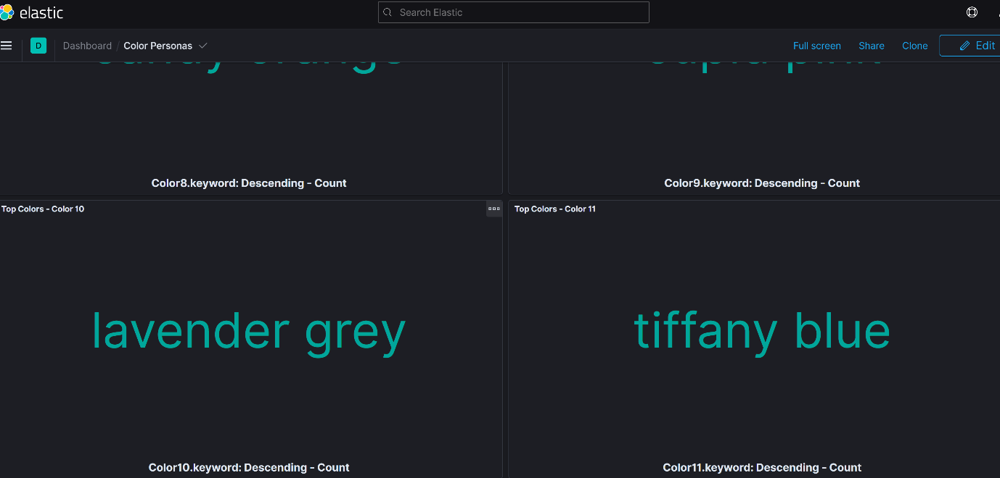 elastic
Search Elastic
D
Dashboard / Color Personas
Full screen
Share
Clone
Edit
Color8.keyword: Descending - Count
Color9.keyword: Descending - Count
Top Colors - Color 10
Top Colors - Color 11
lavender grey
tiffany blue
Color10.keyword: Descending - Count
Color11.keyword: Descending - Count